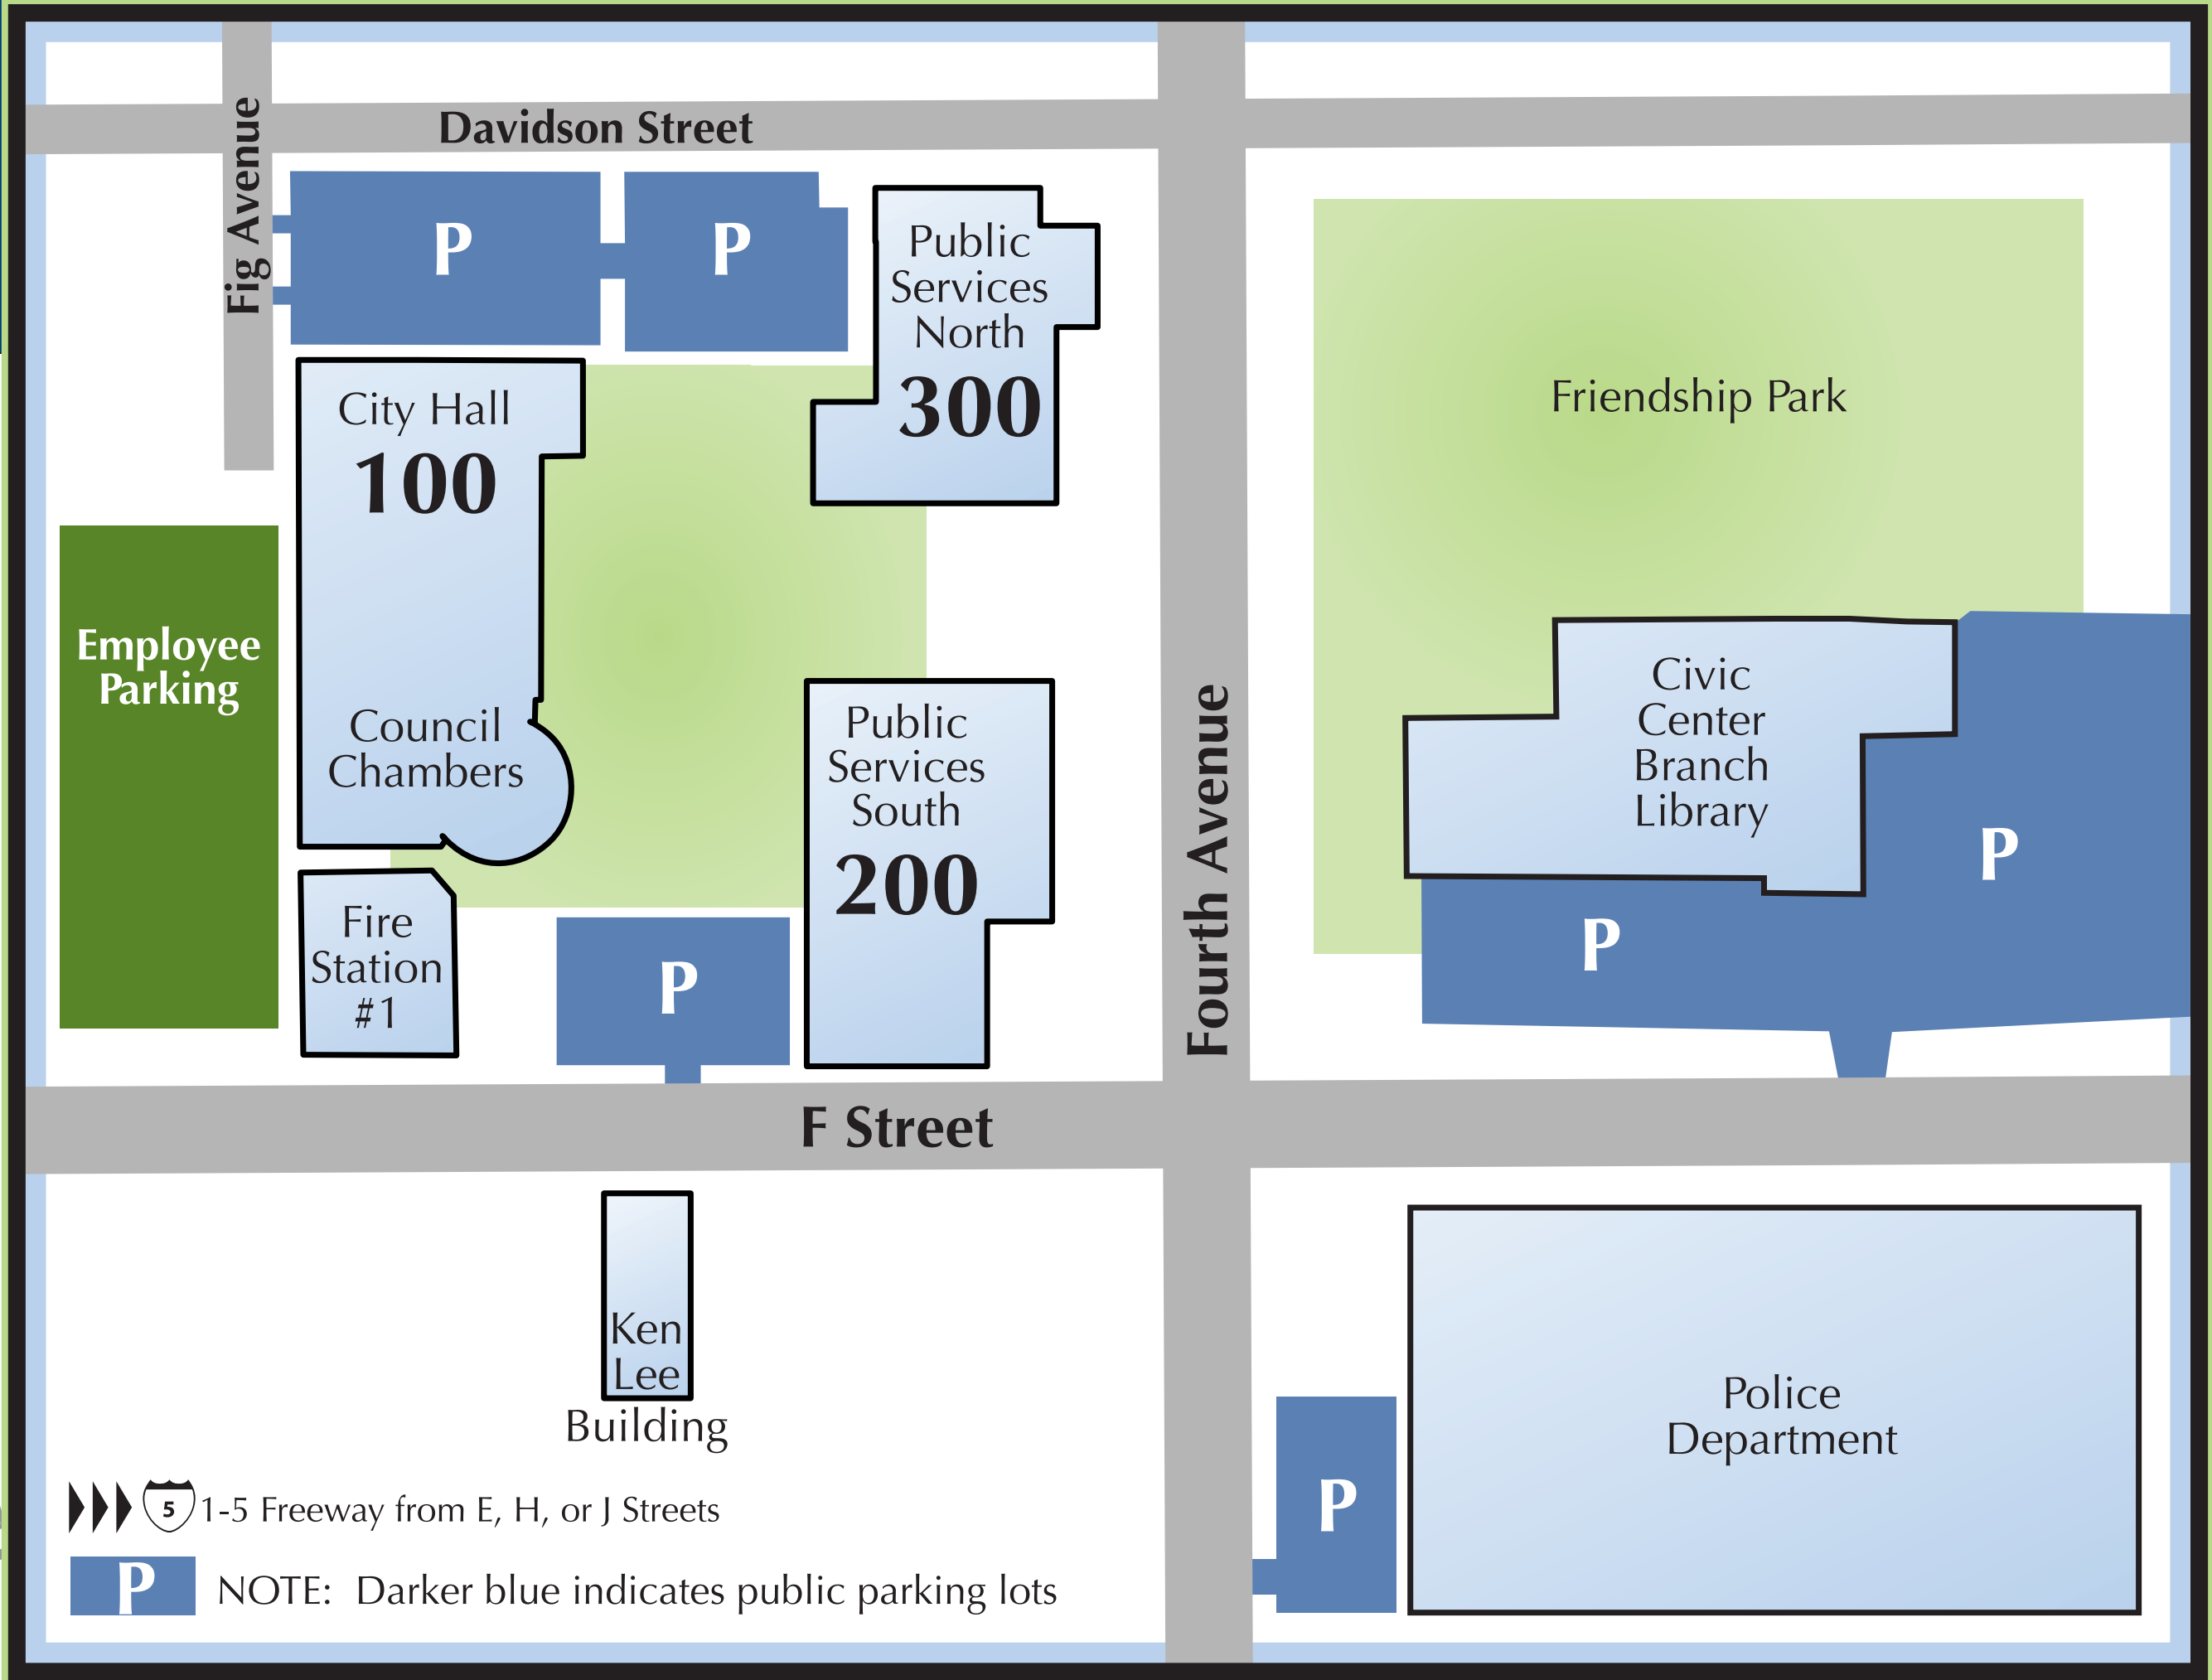 Davidson Street
Fig Avenue
P
P
Public
Services
North
300
City Hall
100
Friendship Park
Employee
Parking
Council
Chambers
Public
Services
South
200
Civic
Center
Branch
Library
P
P
Fourth Avenue
Fire
Station
#1
P
F Street
Ken
Lee
Building
Police
Department
P
5 1-5 Freeway from E, H, or J Streets
P NOTE: Darker blue indicates public parking lots